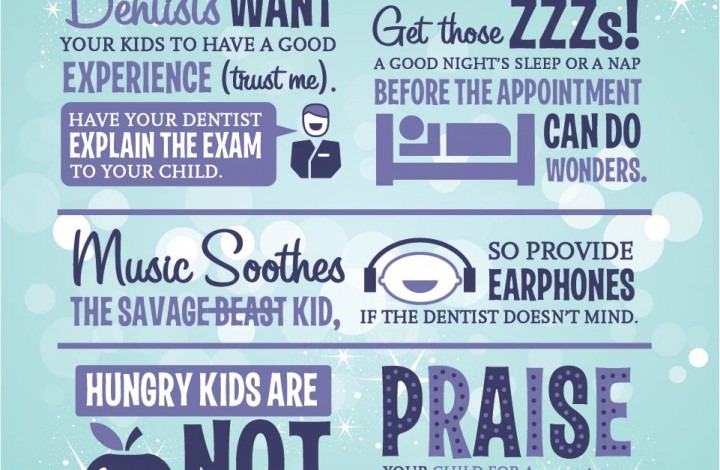 Dentists WANT
YOUR KIDS TO HAVE A GOOD
EXPERIENCE (trust me).
HAVE YOUR DENTIST
EXPLAIN THE EXAM
TO YOUR CHILD.
Get those ZZZs!
A GOOD NIGHT'S SLEEP OR A NAP
BEFORE THE APPOINTMENT
CAN DO
WONDERS.
Music Soothes
THE SAVAGE BEAST KID,
SO PROVIDE
EARPHONES
IF THE DENTIST DOESN'T MIND.
HUNGRY KIDS ARE
NOT
PRAISE
YOUR CHILD FOR A